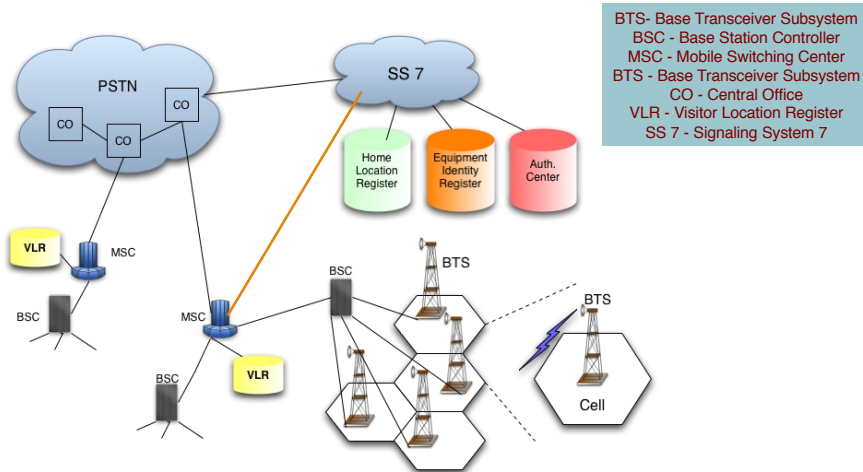 BTS- Base Transceiver Subsystem
BSC - Base Station Controller
MSC - Mobile Switching Center
BTS - Base Transceiver Subsystem
CO - Central Office
VLR - Visitor Location Register
SS 7 - Signaling System 7
PSTN
SS 7
CO
CO
CO
Home
Location
Register
Equipment
Identity
Register
Auth.
Center
VLR
MSC
BSC
BTS
BSC
BTS
MSC
VLR
BSC
Cell